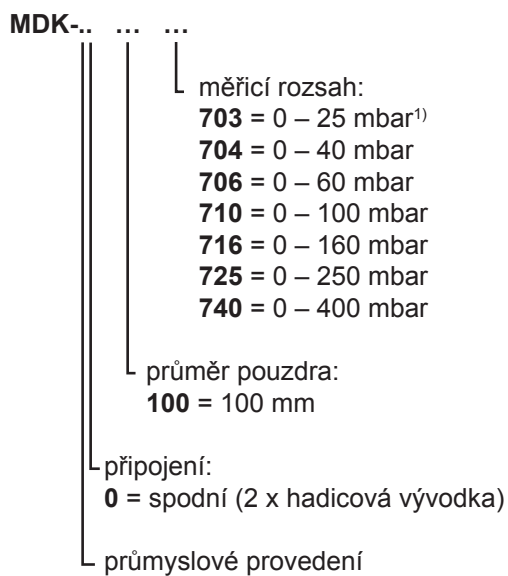 MDK-.. ... ...
měřicí rozsah:
703 = 0 – 25 mbar¹⁾
704 = 0 – 40 mbar
706 = 0 – 60 mbar
710 = 0 – 100 mbar
716 = 0 – 160 mbar
725 = 0 – 250 mbar
740 = 0 – 400 mbar
průměr pouzdra:
100 = 100 mm
připojení:
0 = spodní (2 x hadicová vývodka)
průmyslové provedení